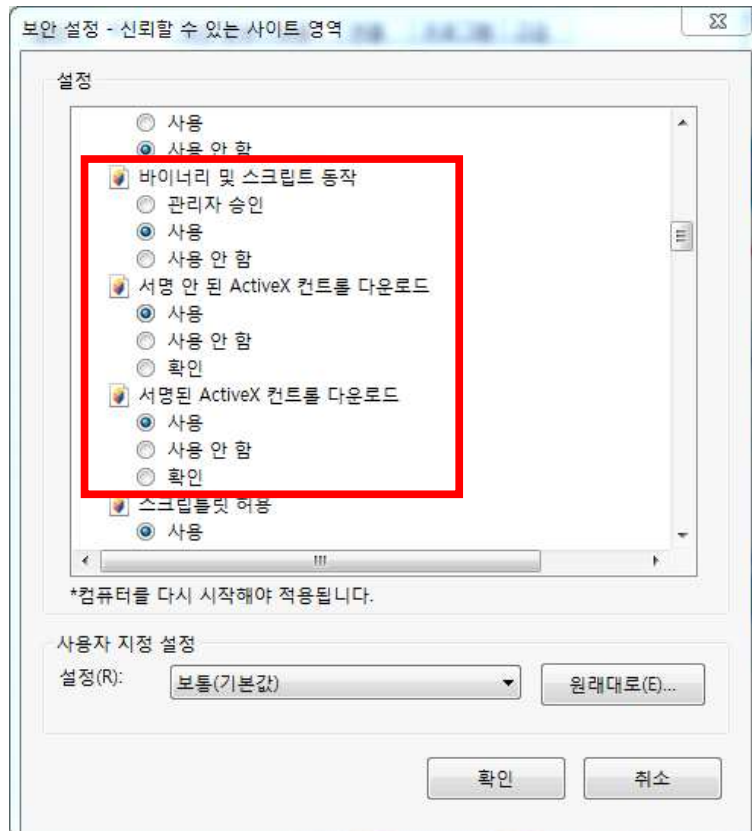 보안 설정 - 신뢰할 수 있는 사이트 영역
설정
사용
사용 안 함
바이너리 및 스크립트 동작
관리자 승인
사용
사용 안 함
서명 안 된 ActiveX 컨트롤 다운로드
사용
사용 안 함
확인
서명된 ActiveX 컨트롤 다운로드
사용
사용 안 함
확인
스크립틀릿 허용
사용
*컴퓨터를 다시 시작해야 적용됩니다.
사용자 지정 설정
설정(R): 보통(기본값) 원래대로(E)...
확인 취소